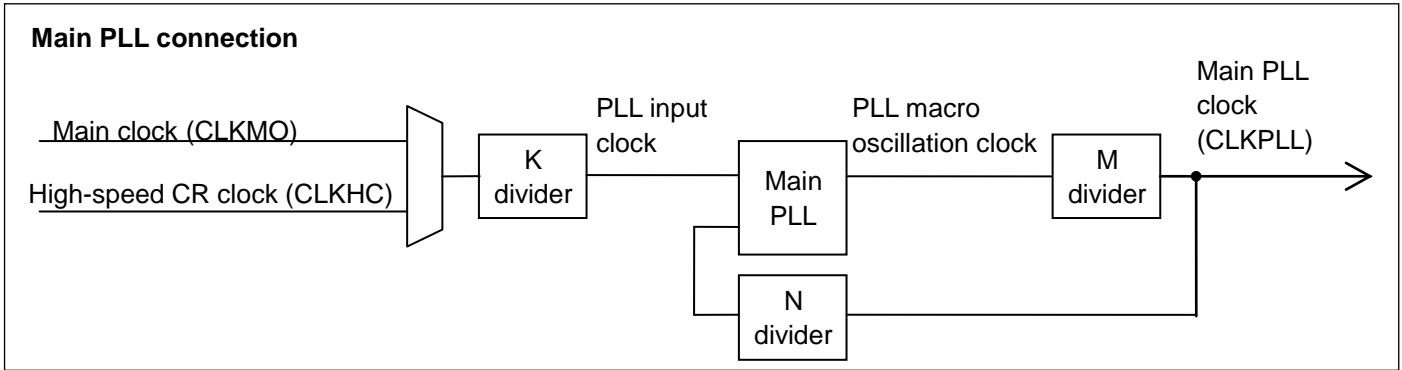 Main PLL connection
Main clock (CLKMO)
High-speed CR clock (CLKHC)
K
divider
PLL input
clock
Main
PLL
PLL macro
oscillation clock
M
divider
Main PLL
clock
(CLKPLL)
N
divider